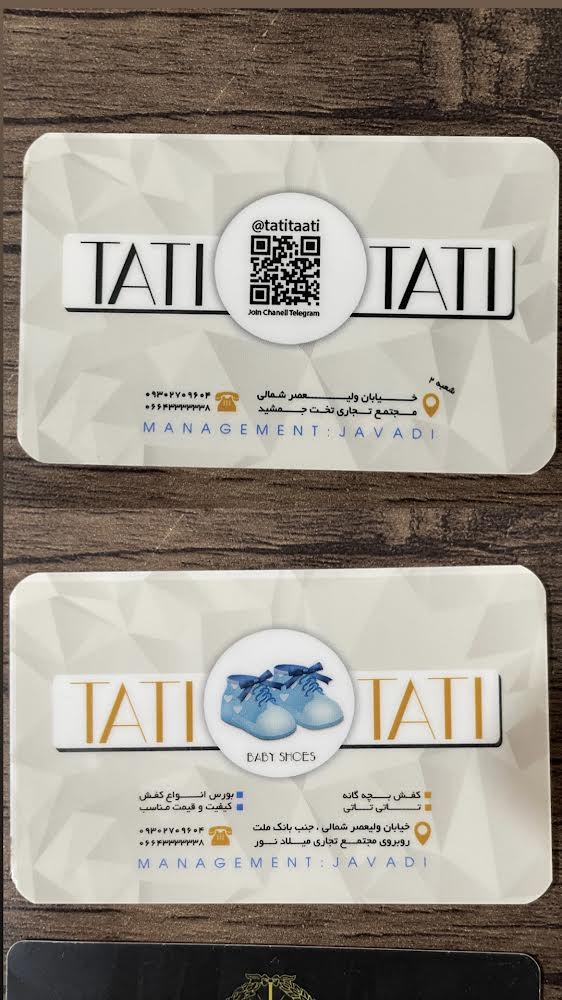 @tatitaati
TATI TATI
Join Chanell Telegram
شعبه ۲
خیابان ولیعصر شمالی
مجتمع تجاری تخت جمشید
۰۹۳۰۲۷۰۹۶۰۴
۰۶۶۴۳۳۳۳۳۸
MANAGEMENT:JAVADI
TATI TATI
BABY SHOES
کفش بچه گانه
تاتی تاتی
بورس انواع کفش
کیفیت و قیمت مناسب
خیابان ولیعصر شمالی ، جنب بانک ملت
روبروی مجتمع تجاری میلاد نور
۰۹۳۰۲۷۰۹۶۰۴
۰۶۶۴۳۳۳۳۳۸
MANAGEMENT:JAVADI